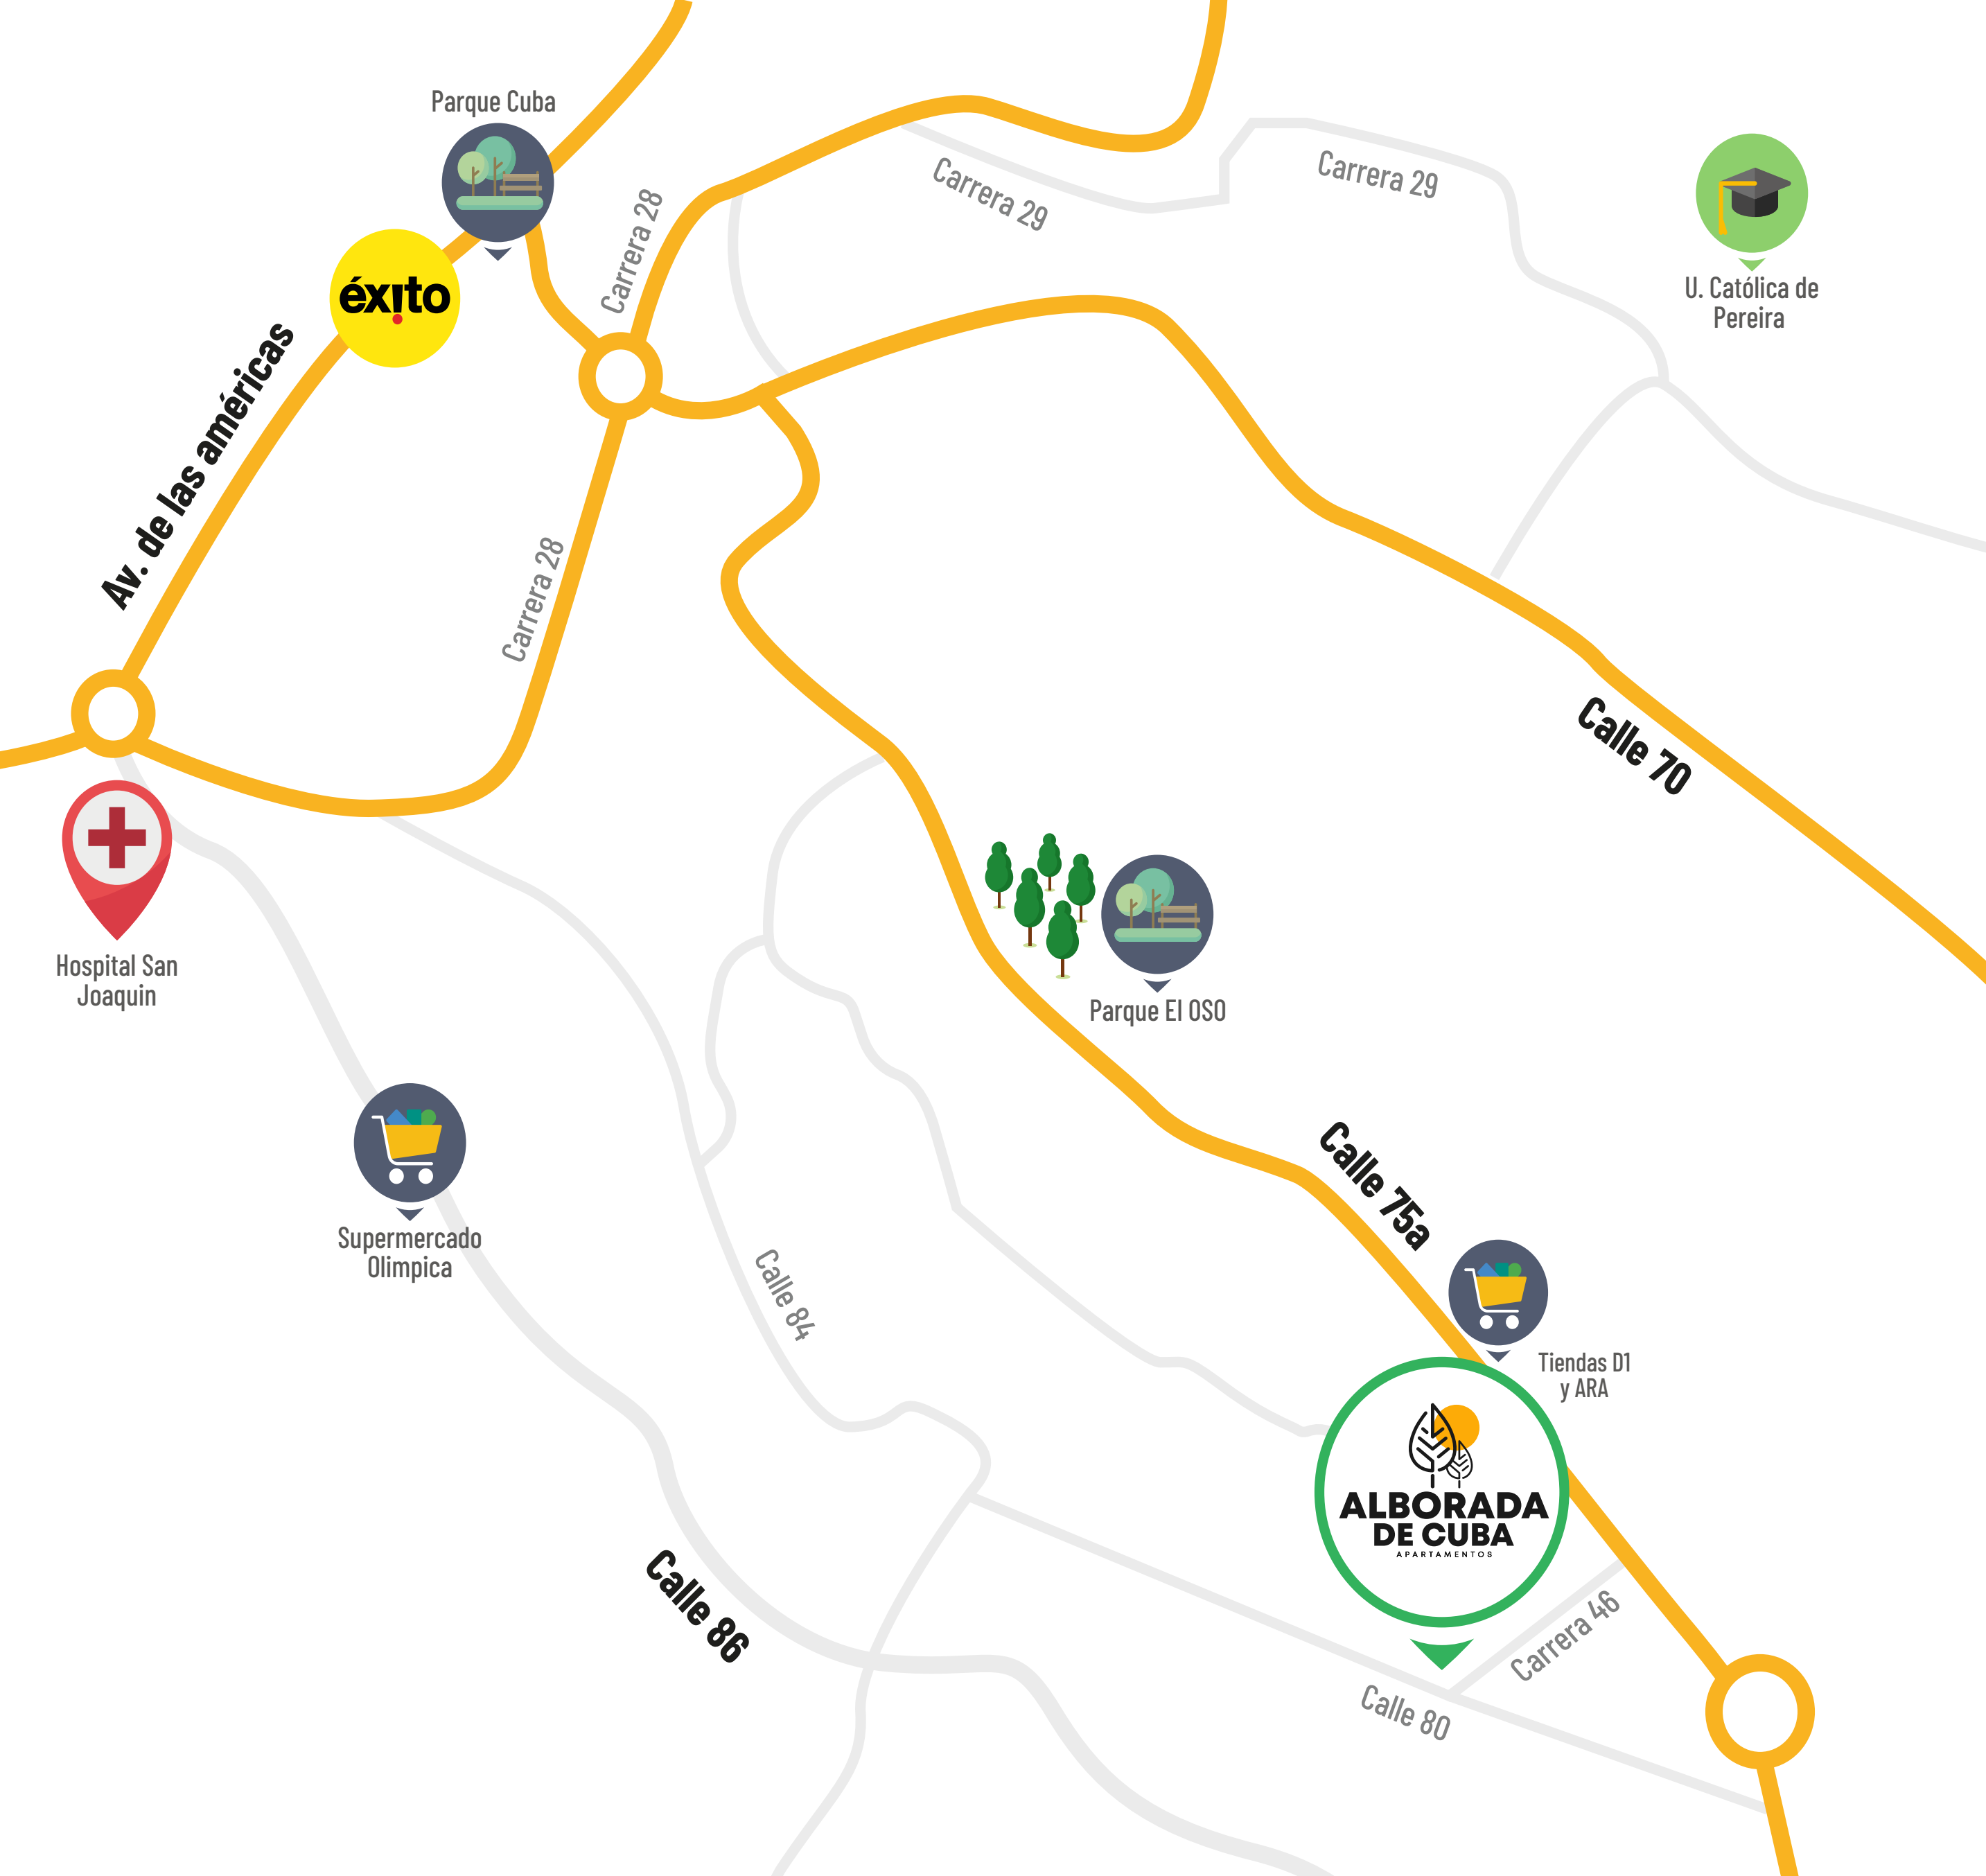 Parque Cuba
Carrera 28
Carrera 29
Carrera 29
U. Católica de
Pereira
éxito
Av. de las américas
Carrera 28
Calle 70
Hospital San
Joaquin
Parque El OSO
Supermercado
Olimpica
Calle 75a
Calle 84
Tiendas D1
y ARA
ALBORADA
DE CUBA
APARTAMENTOS
Calle 86
Carrera 46
Calle 80